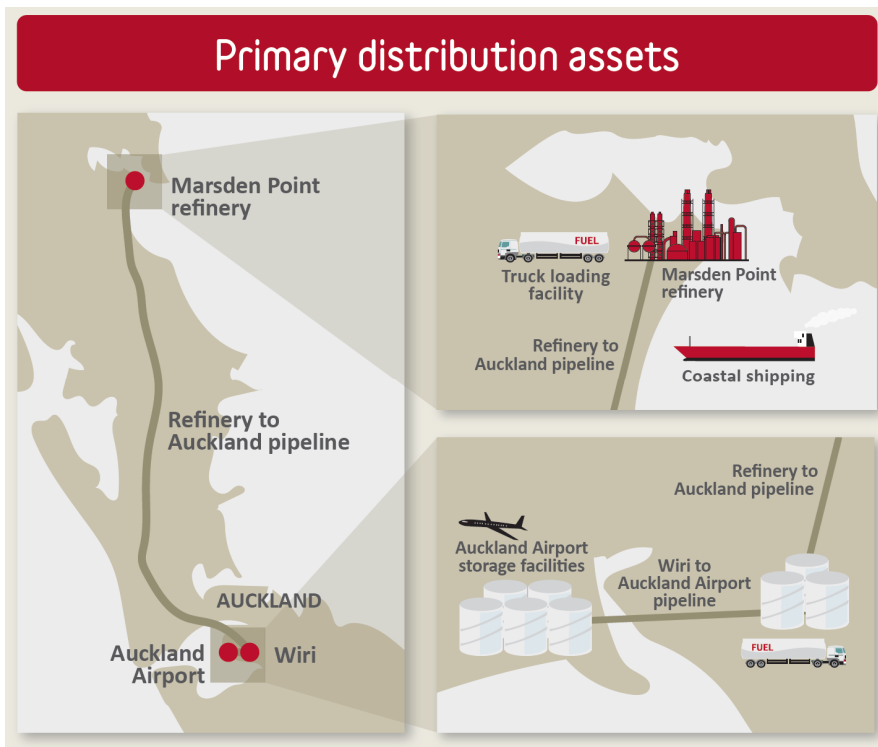 Primary distribution assets
Marsden Point
refinery
Refinery to
Auckland pipeline
AUCKLAND
Auckland
Airport
Wiri
FUEL
Truck loading
facility
Marsden Point
refinery
Refinery to
Auckland pipeline
Coastal shipping
Refinery to
Auckland pipeline
Auckland Airport
storage facilities
Wiri to
Auckland Airport
pipeline
FUEL